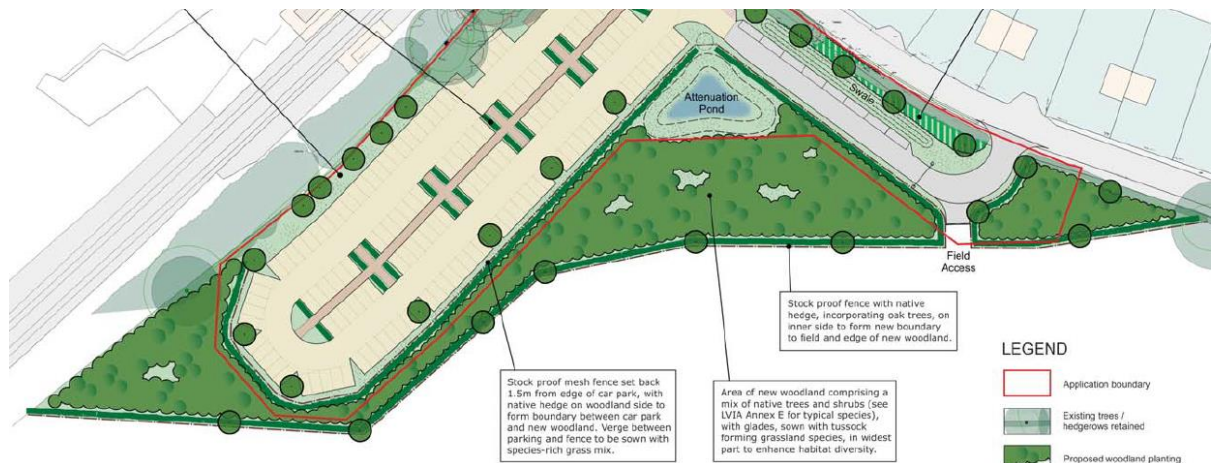 Attenuation
Pond
Swale
Field
Access
Stock proof fence with native
hedge, incorporating oak trees, on
inner side to form new boundary
to field and edge of new woodland.
Stock proof mesh fence set back
1.5m from edge of car park, with
native hedge on woodland side to
form boundary between car park
and new woodland. Verge between
parking and fence to be sown with
species-rich grass mix.
Area of new woodland comprising a
mix of native trees and shrubs (see
LVIA Annex E for typical species),
with glades, sown with tussock
forming grassland species, in widest
part to enhance habitat diversity.
LEGEND
Application boundary
Existing trees /
hedgerows retained
Proposed woodland planting